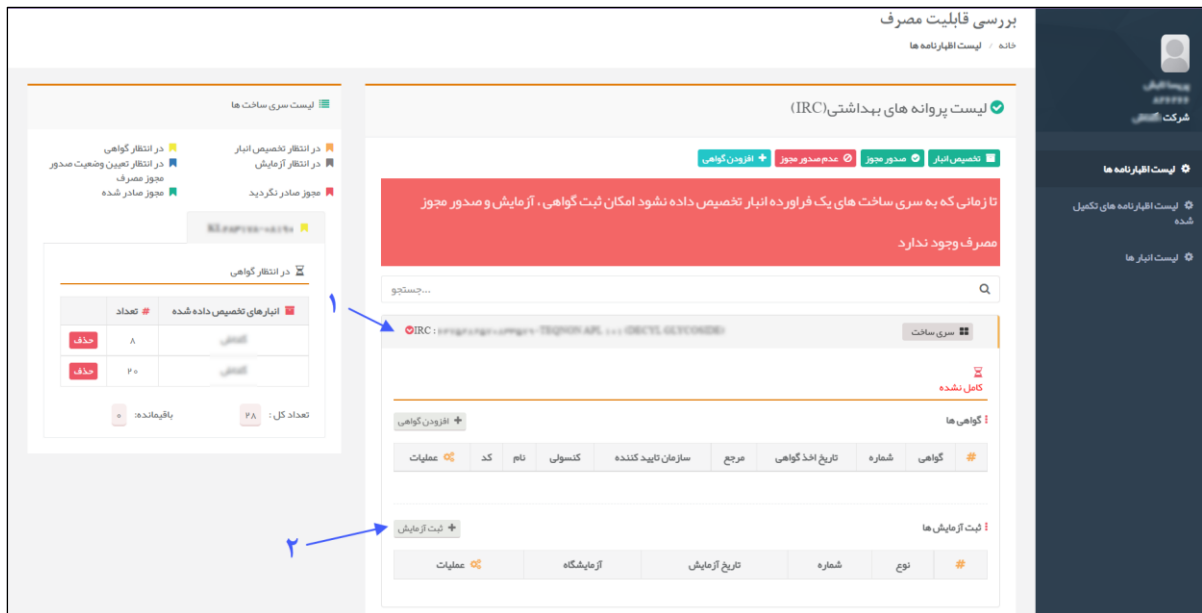 بررسی قابلیت مصرف
خانه / لیست اظهارنامه ها
شرکت
لیست اظهارنامه ها
لیست اظهارنامه های تکمیل شده
لیست انبار ها
لیست پروانه های بهداشتی(IRC)
تخصیص انبار
صدور مجوز
عدم صدور مجوز
+ افزودن گواهی
تا زمانی که به سری ساخت های یک فراورده انبار تخصیص داده نشود امکان ثبت گواهی ، آزمایش و صدور مجوز
مصرف وجود ندارد
جستجو...
۱
IRC : TEQNON APL (DECYL GLYCOSIDE)
سری ساخت
کامل نشده
گواهی ها
+ افزودن گواهی
# گواهی شماره تاریخ اخذ گواهی مرجع سازمان تایید کننده کنسولی نام کد عملیات
ثبت آزمایش ها
+ ثبت آزمایش
۲
# نوع شماره تاریخ آزمایش آزمایشگاه عملیات
لیست سری ساخت ها
در انتظار تخصیص انبار
در انتظار گواهی
در انتظار آزمایش
در انتظار تعیین وضعیت صدور
مجوز مصرف
مجوز صادر نگردید
مجوز صادر شده
در انتظار گواهی
انبارهای تخصیص داده شده # تعداد
۸ حذف
۲۰ حذف
تعداد کل : ۲۸ باقیمانده: ۰